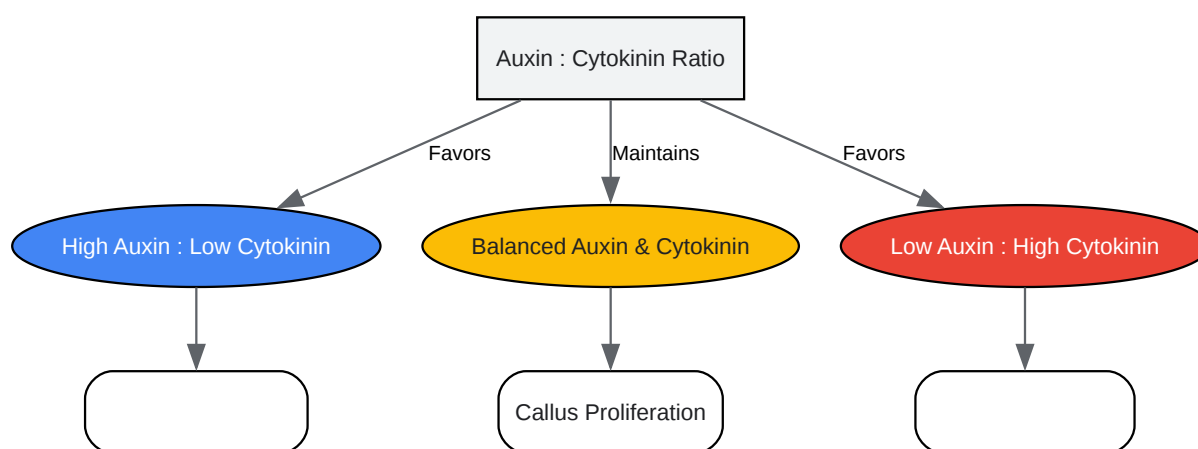 Auxin : Cytokinin Ratio
Favors
Maintains
Favors
High Auxin : Low Cytokinin
Balanced Auxin & Cytokinin
Low Auxin : High Cytokinin
Callus Proliferation